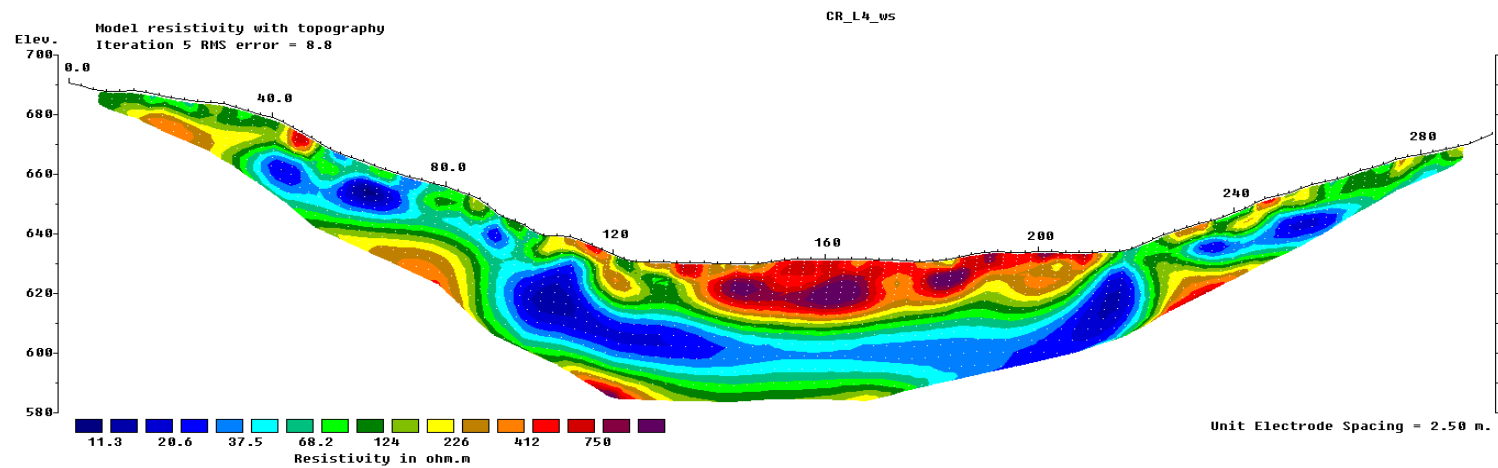 CR_L4_ws
Model resistivity with topography
Iteration 5 RMS error = 8.8
Elev.
700
0.0
40.0
680
280
660
80.0
240
640
120
160
200
620
600
580
11.3 20.6 37.5 68.2 124 226 412 750
Resistivity in ohm.m
Unit Electrode Spacing = 2.50 m.